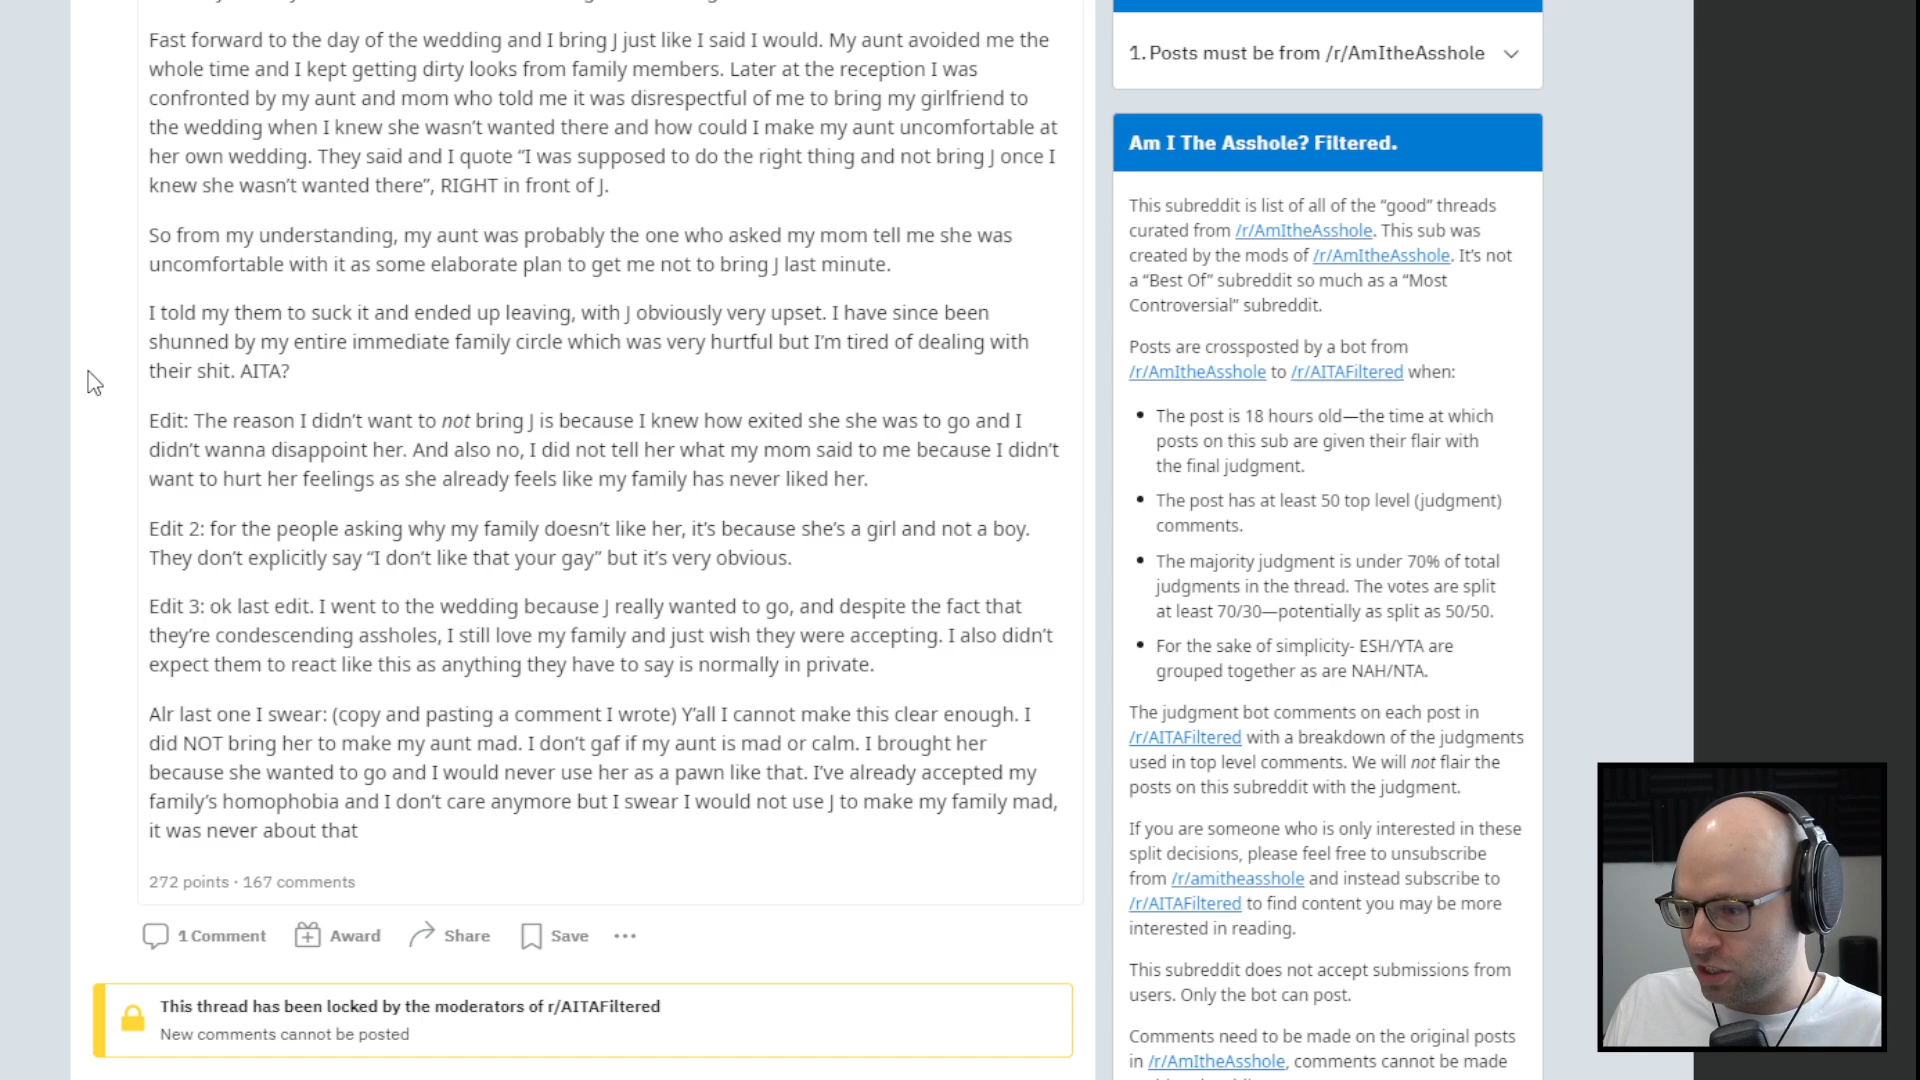 Fast forward to the day of the wedding and I bring J just like I said I would. My aunt avoided me the
whole time and I kept getting dirty looks from family members. Later at the reception I was
confronted by my aunt and mom who told me it was disrespectful of me to bring my girlfriend to
the wedding when I knew she wasn't wanted there and how could I make my aunt uncomfortable at
her own wedding. They said and I quote “I was supposed to do the right thing and not bring J once I
knew she wasn't wanted there”, RIGHT in front of J.
So from my understanding, my aunt was probably the one who asked my mom tell me she was
uncomfortable with it as some elaborate plan to get me not to bring J last minute.
I told my them to suck it and ended up leaving, with J obviously very upset. I have since been
shunned by my entire immediate family circle which was very hurtful but I'm tired of dealing with
their shit. AITA?
Edit: The reason I didn't want to not bring J is because I knew how exited she she was to go and I
didn't wanna disappoint her. And also no, I did not tell her what my mom said to me because I didn't
want to hurt her feelings as she already feels like my family has never liked her.
Edit 2: for the people asking why my family doesn't like her, it's because she's a girl and not a boy.
They don't explicitly say “I don't like that your gay” but it's very obvious.
Edit 3: ok last edit. I went to the wedding because J really wanted to go, and despite the fact that
they're condescending assholes, I still love my family and just wish they were accepting. I also didn't
expect them to react like this as anything they have to say is normally in private.
Alr last one I swear: (copy and pasting a comment I wrote) Y'all I cannot make this clear enough. I
did NOT bring her to make my aunt mad. I don't gaf if my aunt is mad or calm. I brought her
because she wanted to go and I would never use her as a pawn like that. I've already accepted my
family's homophobia and I don't care anymore but I swear I would not use J to make my family mad,
it was never about that
272 points · 167 comments
1 Comment Award Share Save
This thread has been locked by the moderators of r/AITAFiltered
New comments cannot be posted
1. Posts must be from /r/AmItheAsshole
Am I The Asshole? Filtered.
This subreddit is list of all of the “good” threads
curated from /r/AmItheAsshole. This sub was
created by the mods of /r/AmItheAsshole. It's not
a “Best Of” subreddit so much as a “Most
Controversial” subreddit.
Posts are crossposted by a bot from
/r/AmItheAsshole to /r/AITAFiltered when:
• The post is 18 hours old—the time at which
posts on this sub are given their flair with
the final judgment.
• The post has at least 50 top level (judgment)
comments.
• The majority judgment is under 70% of total
judgments in the thread. The votes are split
at least 70/30—potentially as split as 50/50.
• For the sake of simplicity- ESH/YTA are
grouped together as are NAH/NTA.
The judgment bot comments on each post in
/r/AITAFiltered with a breakdown of the judgments
used in top level comments. We will not flair the
posts on this subreddit with the judgment.
If you are someone who is only interested in these
split decisions, please feel free to unsubscribe
from /r/amitheasshole and instead subscribe to
/r/AITAFiltered to find content you may be more
interested in reading.
This subreddit does not accept submissions from
users. Only the bot can post.
Comments need to be made on the original posts
in /r/AmItheAsshole, comments cannot be made